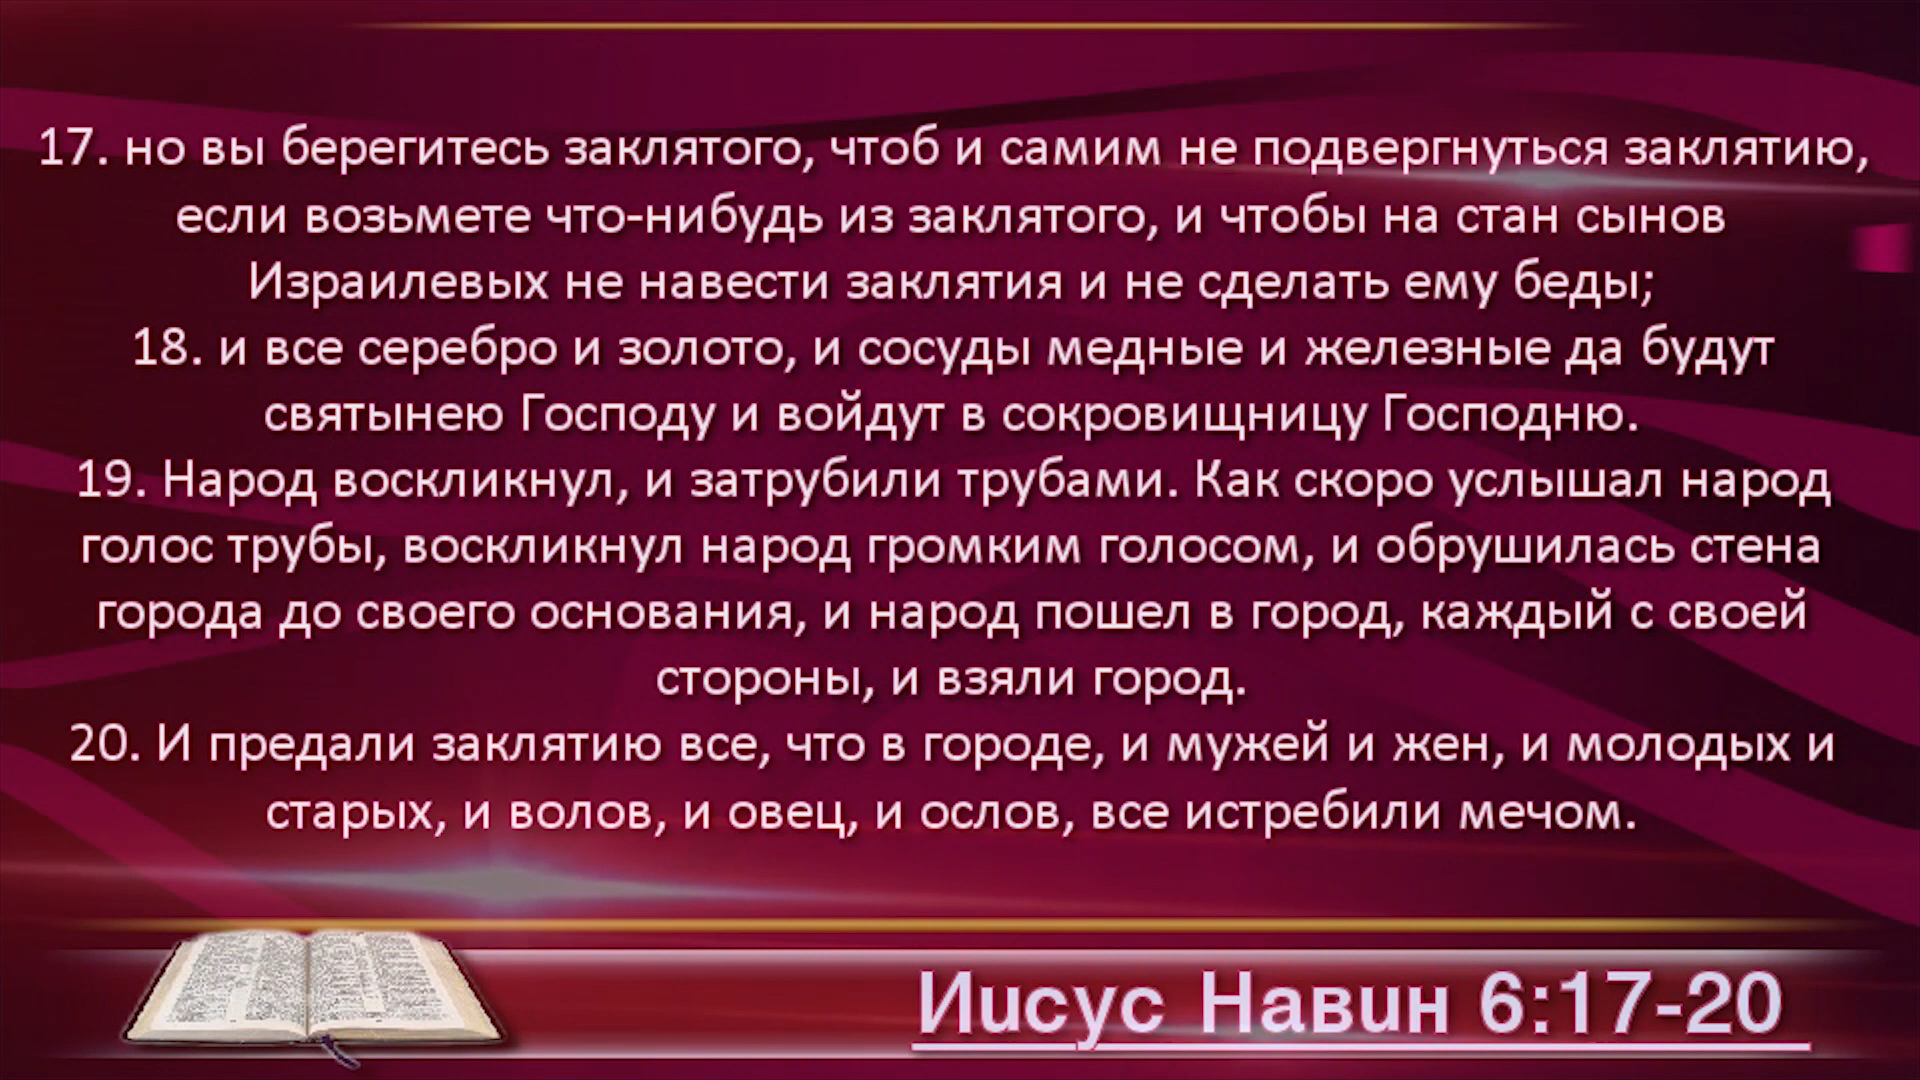 17. но вы берегитесь заклятого, чтоб и самим не подвергнуться заклятию,
если возьмете что-нибудь из заклятого, и чтобы на стан сынов
Израилевых не навести заклятия и не сделать ему беды;
18. и все серебро и золото, и сосуды медные и железные да будут
святынею Господу и войдут в сокровищницу Господню.
19. Народ воскликнул, и затрубили трубами. Как скоро услышал народ
голос трубы, воскликнул народ громким голосом, и обрушилась стена
города до своего основания, и народ пошел в город, каждый с своей
стороны, и взяли город.
20. И предали заклятию все, что в городе, и мужей и жен, и молодых и
старых, и волов, и овец, и ослов, все истребили мечом.
Иисус Навин 6:17-20